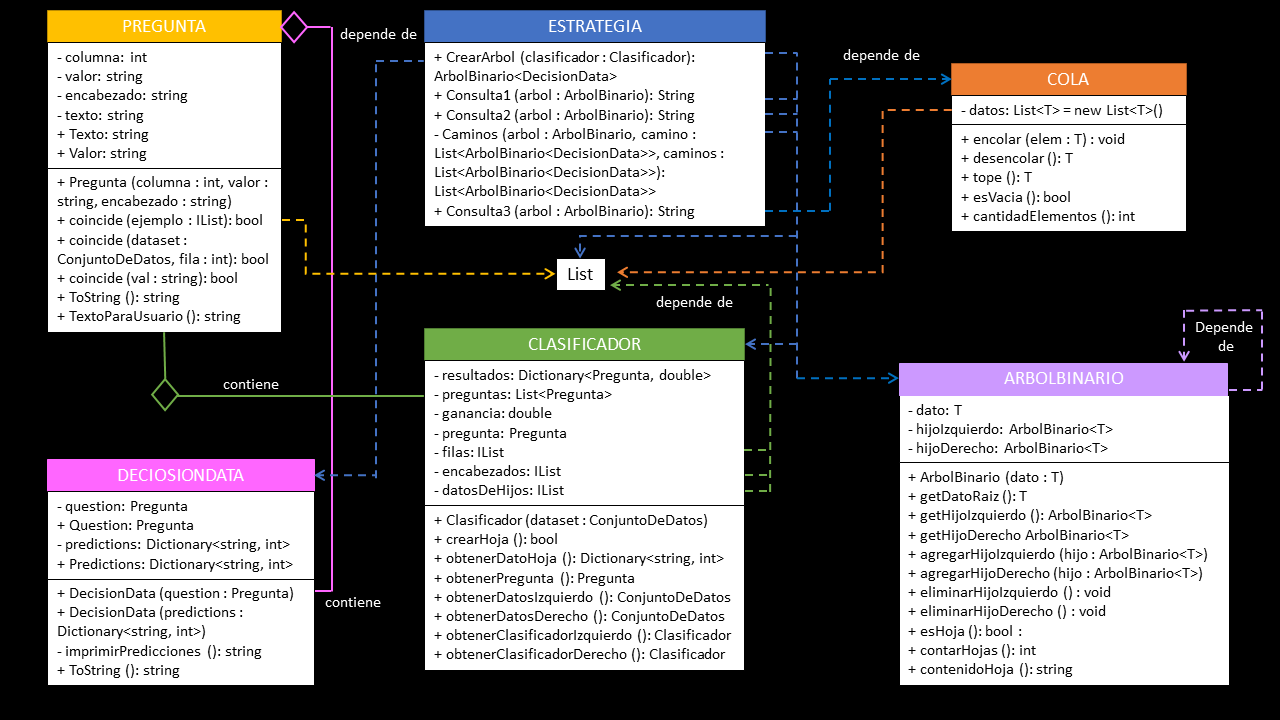 PREGUNTA
- columna: int
- valor: string
- encabezado: string
- texto: string
+ Texto: string
+ Valor: string
+ Pregunta (columna : int, valor :
string, encabezado : string)
+ coincide (ejemplo : IList): bool
+ coincide (dataset :
ConjuntoDeDatos, fila : int): bool
+ coincide (val : string): bool
+ ToString (): string
+ TextoParaUsuario (): string
depende de
ESTRATEGIA
+ CrearArbol (clasificador : Clasificador):
ArbolBinario<DecisionData>
+ Consulta1 (arbol : ArbolBinario): String
+ Consulta2 (arbol : ArbolBinario): String
- Caminos (arbol : ArbolBinario, camino :
List<ArbolBinario<DecisionData>>, caminos :
List<ArbolBinario<DecisionData>>):
List<ArbolBinario<DecisionData>>
+ Consulta3 (arbol : ArbolBinario): String
depende de
COLA
- datos: List<T> = new List<T>()
+ encolar (elem : T) : void
+ desencolar (): T
+ tope (): T
+ esVacia (): bool
+ cantidadElementos (): int
List
depende de
contiene
CLASIFICADOR
- resultados: Dictionary<Pregunta, double>
- preguntas: List<Pregunta>
- ganancia: double
- pregunta: Pregunta
- filas: IList
- encabezados: IList
- datosDeHijos: IList
+ Clasificador (dataset : ConjuntoDeDatos)
+ crearHoja (): bool
+ obtenerDatoHoja (): Dictionary<string, int>
+ obtenerPregunta (): Pregunta
+ obtenerDatosIzquierdo (): ConjuntoDeDatos
+ obtenerDatosDerecho (): ConjuntoDeDatos
+ obtenerClasificadorIzquierdo (): Clasificador
+ obtenerClasificadorDerecho (): Clasificador
Depende
de
ARBOLBINARIO
- dato: T
- hijoIzquierdo: ArbolBinario<T>
- hijoDerecho: ArbolBinario<T>
+ ArbolBinario (dato : T)
+ getDatoRaiz (): T
+ getHijoIzquierdo (): ArbolBinario<T>
+ getHijoDerecho ArbolBinario<T>
+ agregarHijoIzquierdo (hijo : ArbolBinario<T>)
+ agregarHijoDerecho (hijo : ArbolBinario<T>)
+ eliminarHijoIzquierdo () : void
+ eliminarHijoDerecho () : void
+ esHoja (): bool :
+ contarHojas (): int
+ contenidoHoja (): string
DECIOSIONDATA
- question: Pregunta
+ Question: Pregunta
- predictions: Dictionary<string, int>
+ Predictions: Dictionary<string, int>
+ DecisionData (question : Pregunta)
+ DecisionData (predictions :
Dictionary<string, int>)
- imprimirPredicciones (): string
+ ToString (): string
contiene